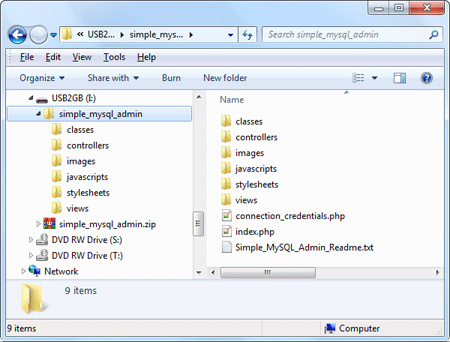 « USB2... ▸ simple_mys... ▸
Search simple_mysql_admin
File Edit View Tools Help
Organize Share with Burn New folder
USB2GB (I:)
simple_mysql_admin
classes
controllers
images
javascripts
stylesheets
views
simple_mysql_admin.zip
DVD RW Drive (S:)
DVD RW Drive (T:)
Network
Name
classes
controllers
images
javascripts
stylesheets
views
connection_credentials.php
index.php
Simple_MySQL_Admin_Readme.txt
9 items
9 items Computer